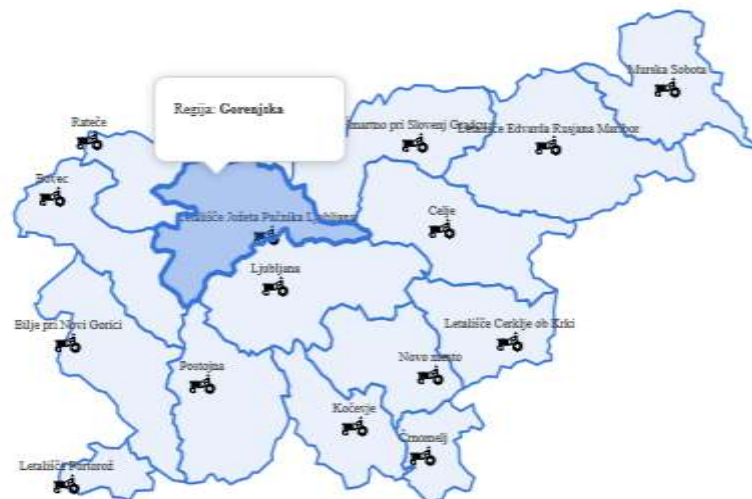 Murska Sobota
Regija: Gorenjska
Rateče
Šmartno pri Slovenj Gradcu
Letališče Edvarda Rusjana Maribor
Bovec
Letališče Jožeta Pučnika Ljubljana
Celje
Ljubljana
Bilje pri Novi Gorici
Letališče Cerklje ob Krki
Postojna
Novo mesto
Kočevje
Črnomelj
Letališče Portorož